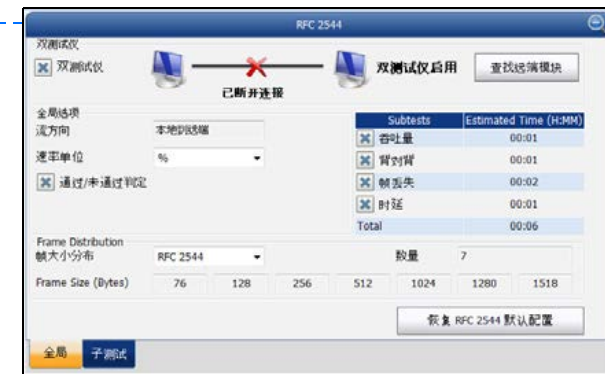 RFC 2544
双测试仪
双测试仪
已断开连接
双测试仪启用
查找远端模块
全局选项
流方向 本地到远端
速率单位 %
通过/未通过判定
Subtests Estimated Time (H:MM)
吞吐量 00:01
背对背 00:01
帧丢失 00:02
时延 00:01
Total 00:06
Frame Distribution
帧大小分布 RFC 2544 数量 7
Frame Size (Bytes) 76 128 256 512 1024 1280 1518
恢复 RFC 2544 默认配置
全局 子测试